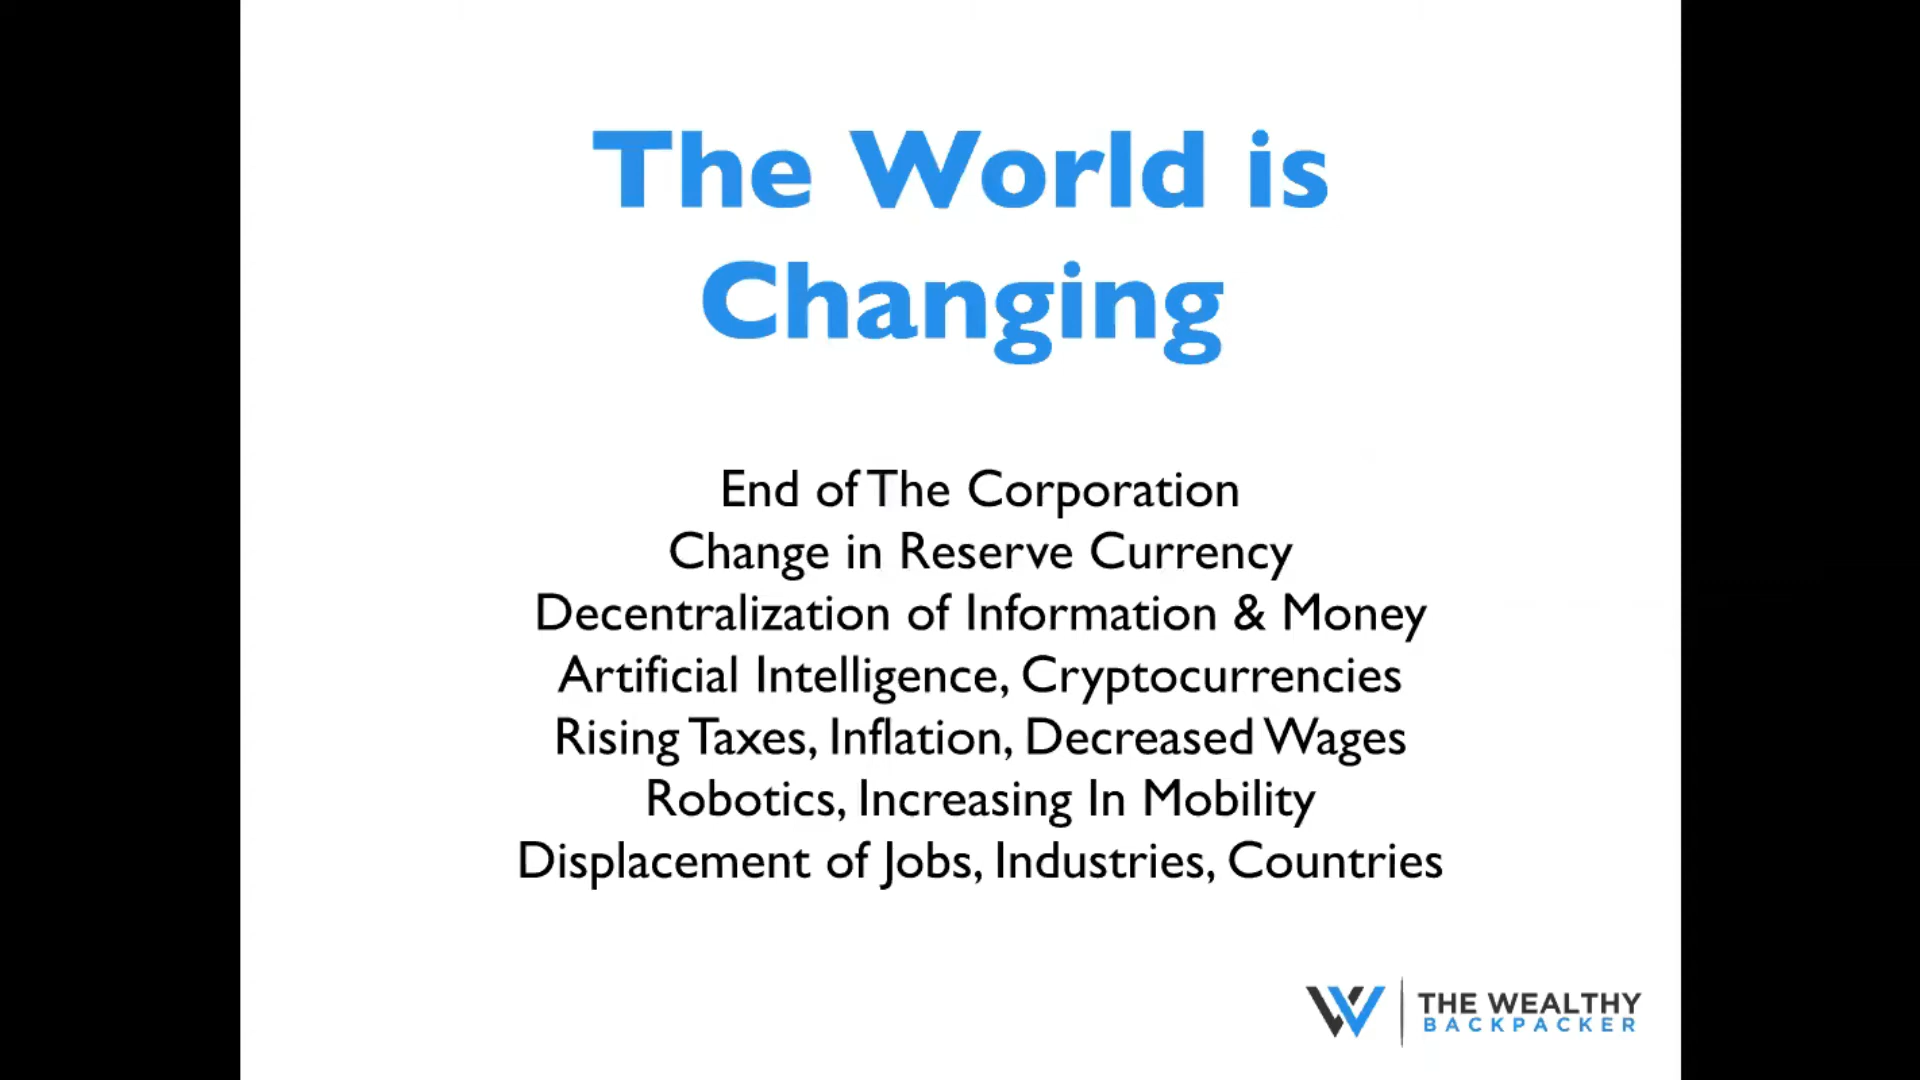 The World is
Changing
End of The Corporation
Change in Reserve Currency
Decentralization of Information & Money
Artificial Intelligence, Cryptocurrencies
Rising Taxes, Inflation, Decreased Wages
Robotics, Increasing In Mobility
Displacement of Jobs, Industries, Countries
THE WEALTHY
BACKPACKER